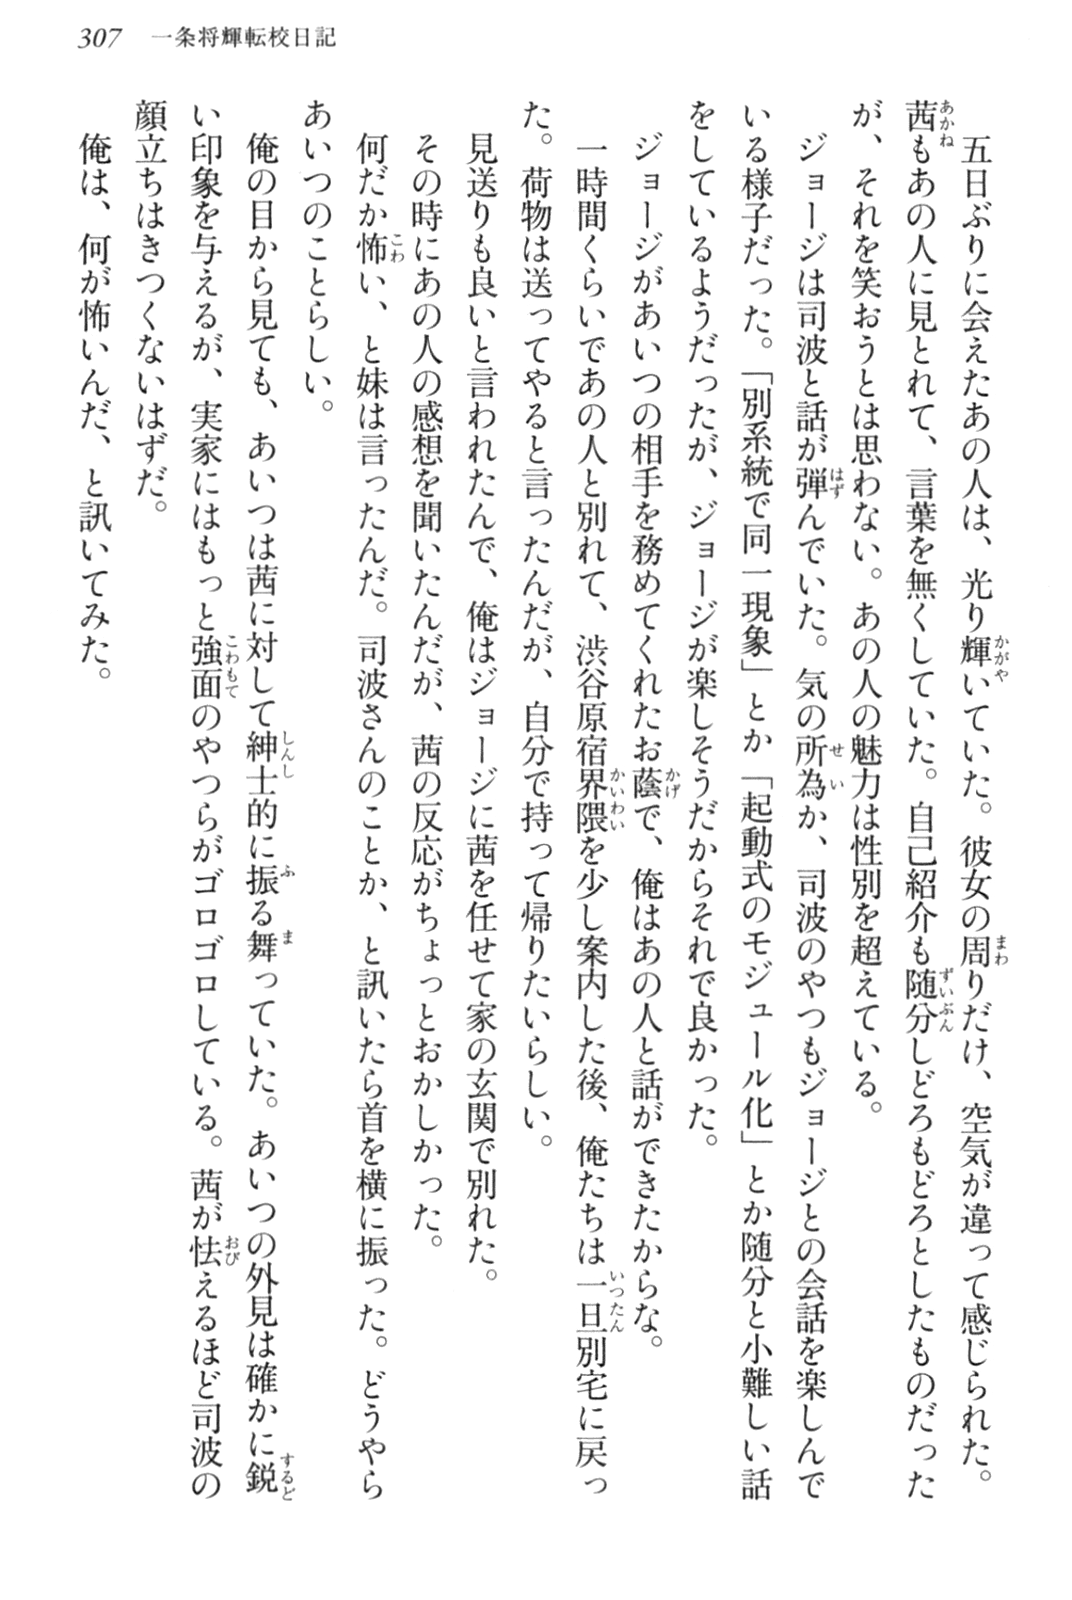 307 一条将輝転校日記
五日ぶりに会えたあの人は、光り輝いていた。彼女の周りだけ、空気が違って感じられた。
茜もあの人に見とれて、言葉を無くしていた。自己紹介も随分しどろもどろとしたものだった
が、それを笑おうとは思わない。あの人の魅力は性別を超えている。
ジョージは司波と話が弾んでいた。気の所為か、司波のやつもジョージとの会話を楽しんで
いる様子だった。「別系統で同一現象」とか「起動式のモジュール化」とか随分と小難しい話
をしているようだったが、ジョージが楽しそうだからそれで良かった。
ジョージがあいつの相手を務めてくれたお蔭で、俺はあの人と話ができたからな。
一時間くらいであの人と別れて、渋谷原宿界隈を少し案内した後、俺たちは一旦別宅に戻っ
た。荷物は送ってやると言ったんだが、自分で持って帰りたいらしい。
見送りも良いと言われたんで、俺はジョージに茜を任せて家の玄関で別れた。
その時にあの人の感想を聞いたんだが、茜の反応がちょっとおかしかった。
何だか怖い、と妹は言ったんだ。司波さんのことか、と訊いたら首を横に振った。どうやら
あいつのことらしい。
俺の目から見ても、あいつは茜に対して紳士的に振る舞っていた。あいつの外見は確かに鋭
い印象を与えるが、実家にはもっと強面のやつらがゴロゴロしている。茜が怯えるほど司波の
顔立ちはきつくないはずだ。
俺は、何が怖いんだ、と訊いてみた。